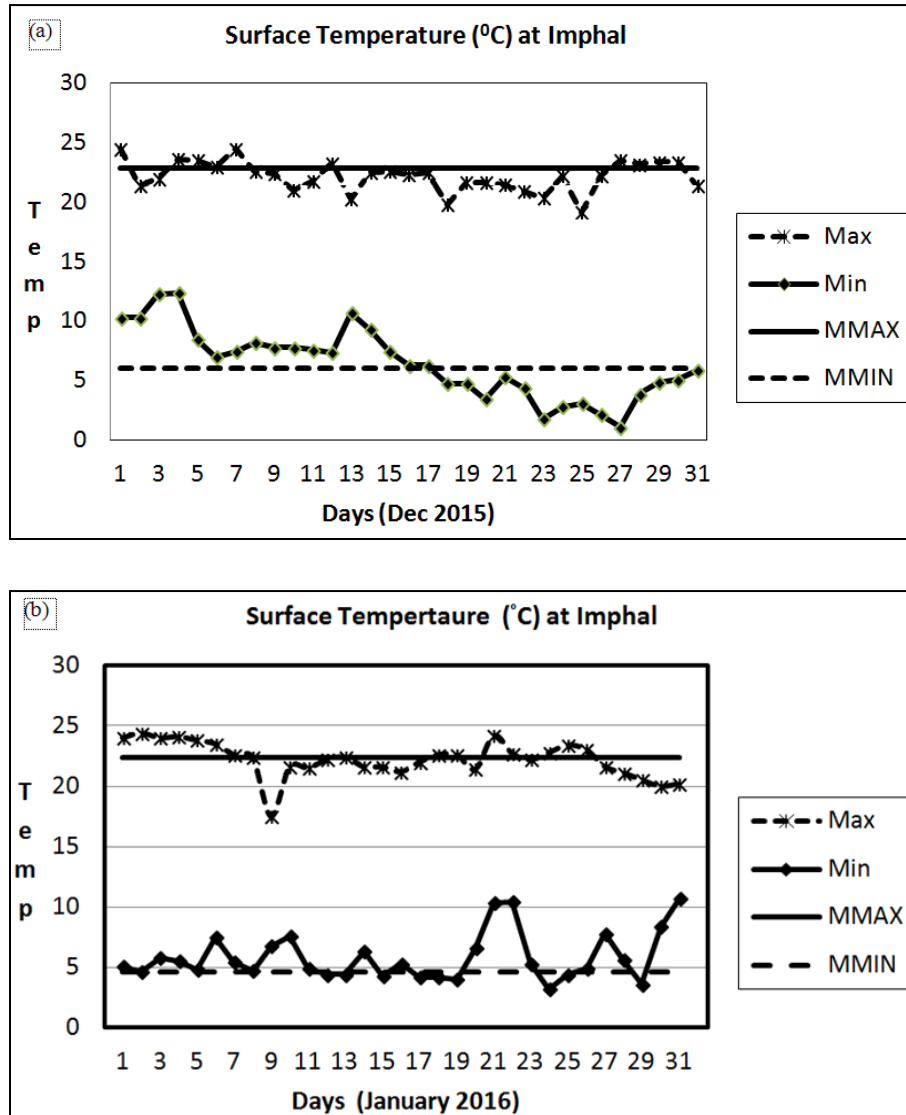 (a)
Surface Temperature (⁰C) at Imphal
30
25
20
15
10
5
0
Temp
1 3 5 7 9 11 13 15 17 19 21 23 25 27 29 31
Days (Dec 2015)
Max
Min
MMAX
MMIN
(b)
Surface Tempertaure (°C) at Imphal
30
25
20
15
10
5
0
Temp
1 3 5 7 9 11 13 15 17 19 21 23 25 27 29 31
Days (January 2016)
Max
Min
MMAX
MMIN